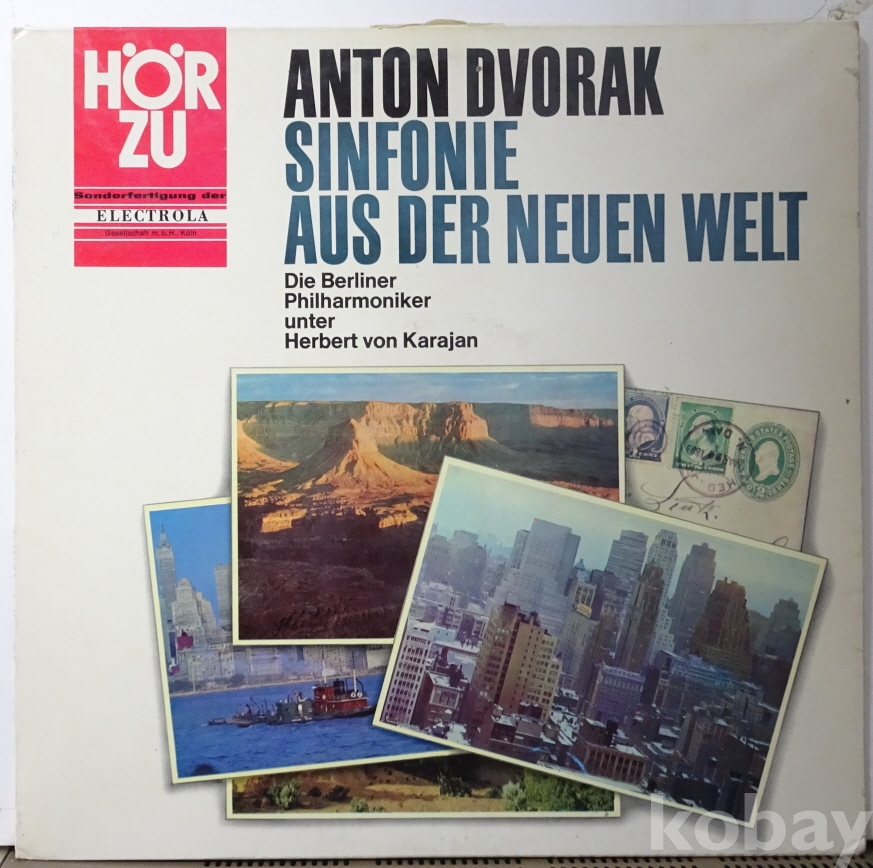 HÖR
ZU
Sonderfertigung der
ELECTROLA
Gesellschaft m. b. H., Köln
ANTON DVORAK
SINFONIE
AUS DER NEUEN WELT
Die Berliner
Philharmoniker
unter
Herbert von Karajan
kobay